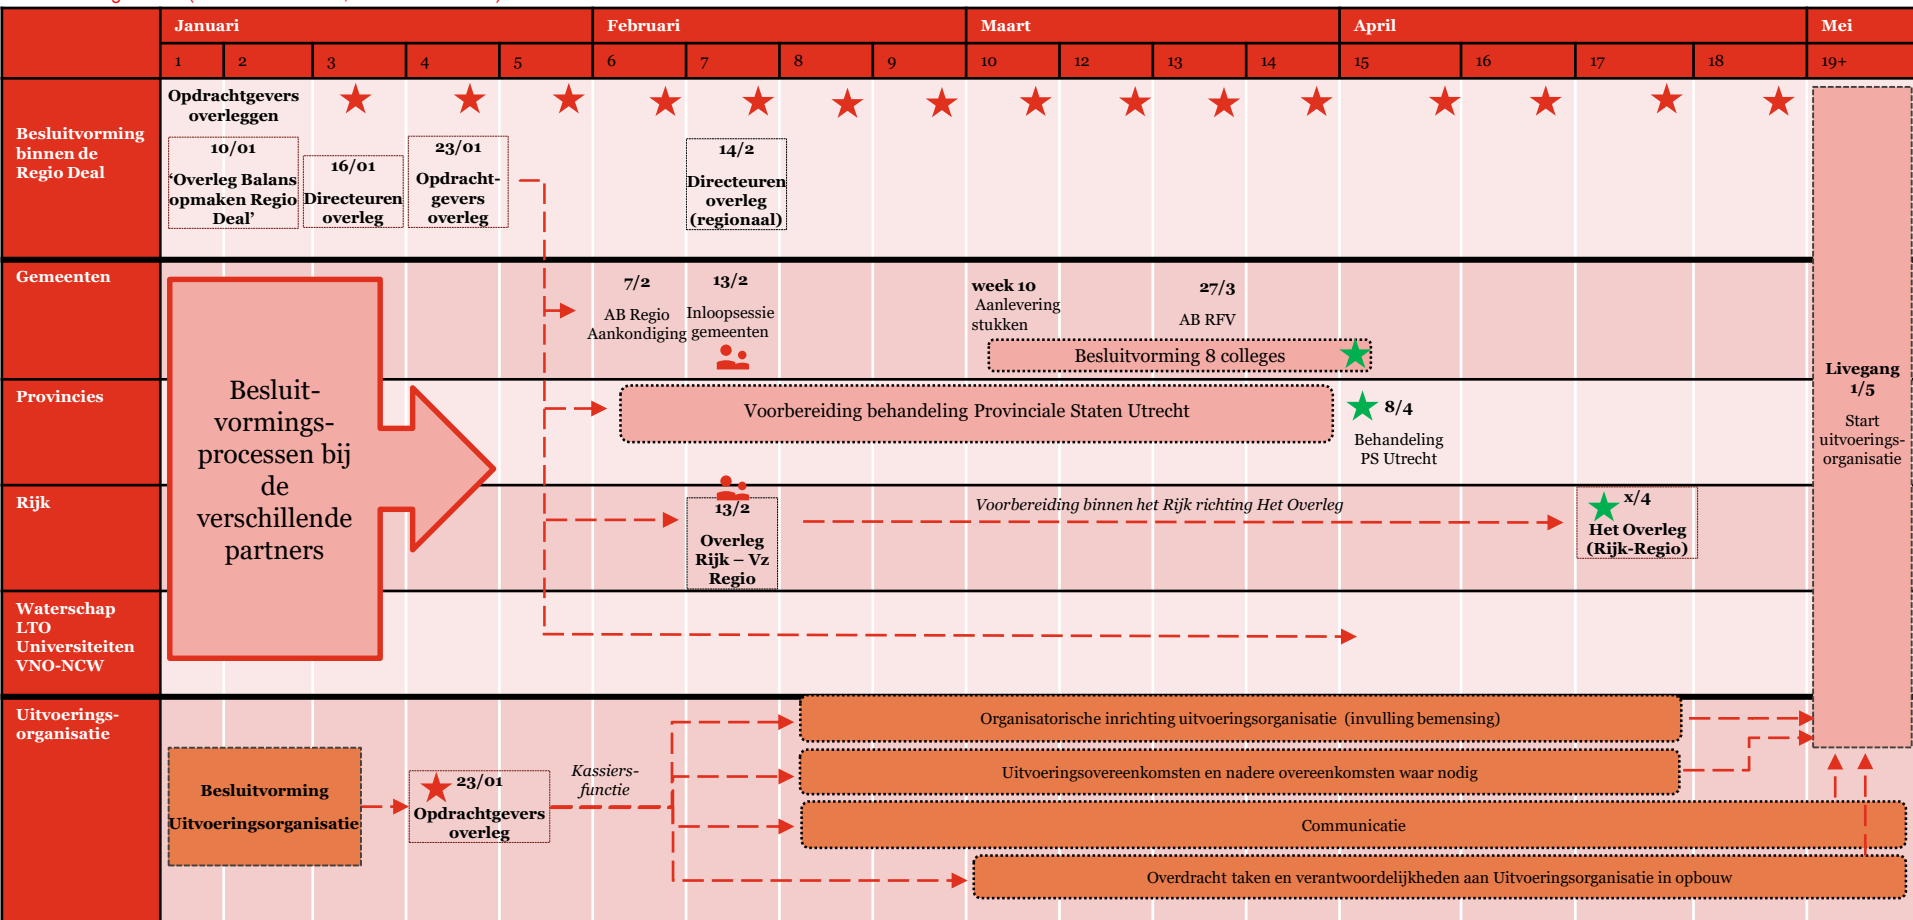 Januari
Februari
Maart
April
Mei
1
2
3
4
5
6
7
8
9
10
12
13
14
15
16
17
18
19+
Besluitvorming
binnen de
Regio Deal
Opdrachtgevers
overleggen
10/01
‘Overleg Balans
opmaken Regio
Deal’
16/01
Directeuren
overleg
23/01
Opdracht-
gevers
overleg
14/2
Directeuren
overleg
(regionaal)
Gemeenten
7/2
AB Regio
Aankondiging
13/2
Inloopsessie
gemeenten
week 10
Aanlevering
stukken
27/3
AB RFV
Besluitvorming 8 colleges
Besluit-
vormings-
processen bij
de
verschillende
partners
Provincies
Voorbereiding behandeling Provinciale Staten Utrecht
8/4
Behandeling
PS Utrecht
Livegang
1/5
Start
uitvoerings-
organisatie
Rijk
13/2
Overleg
Rijk – Vz
Regio
Voorbereiding binnen het Rijk richting Het Overleg
x/4
Het Overleg
(Rijk-Regio)
Waterschap
LTO
Universiteiten
VNO-NCW
Uitvoerings-
organisatie
Besluitvorming
Uitvoeringsorganisatie
23/01
Opdrachtgevers
overleg
Kassiers-
functie
Organisatorische inrichting uitvoeringsorganisatie (invulling bemensing)
Uitvoeringsovereenkomsten en nadere overeenkomsten waar nodig
Communicatie
Overdracht taken en verantwoordelijkheden aan Uitvoeringsorganisatie in opbouw